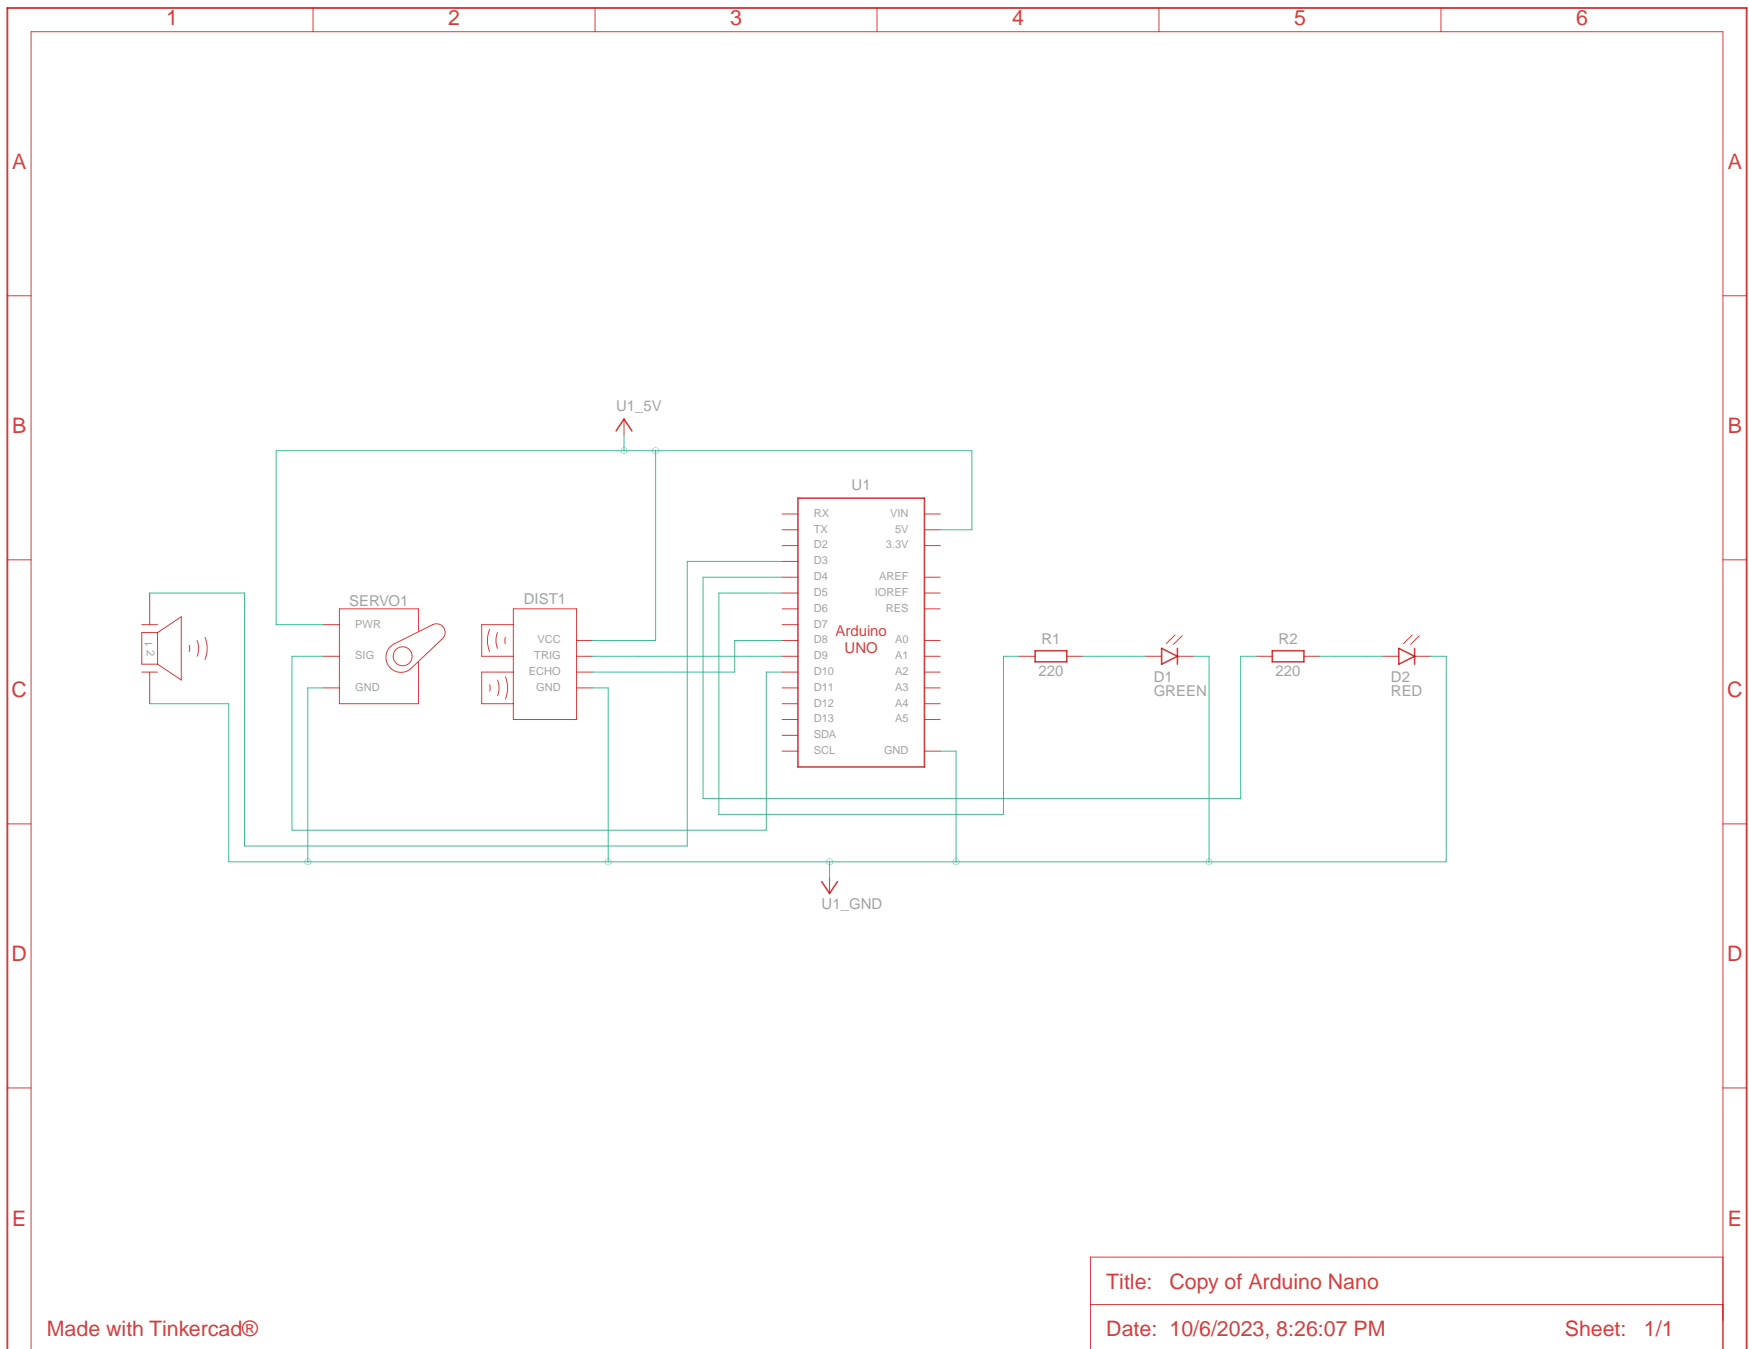 1 2 3 4 5 6
A A
B B
C C
D D
E E
U1_5V
U1
RX VIN
TX 5V
D2 3.3V
D3
D4 AREF
D5 IOREF
D6 RES
D7
D8 A0
D9 A1
D10 A2
D11 A3
D12 A4
D13 A5
SDA
SCL GND
Arduino
UNO
1 2
SERVO1
PWR
SIG
GND
DIST1
VCC
TRIG
ECHO
GND
R1
220
D1
GREEN
R2
220
D2
RED
U1_GND
Title: Copy of Arduino Nano
Made with Tinkercad®
Date: 10/6/2023, 8:26:07 PM Sheet: 1/1